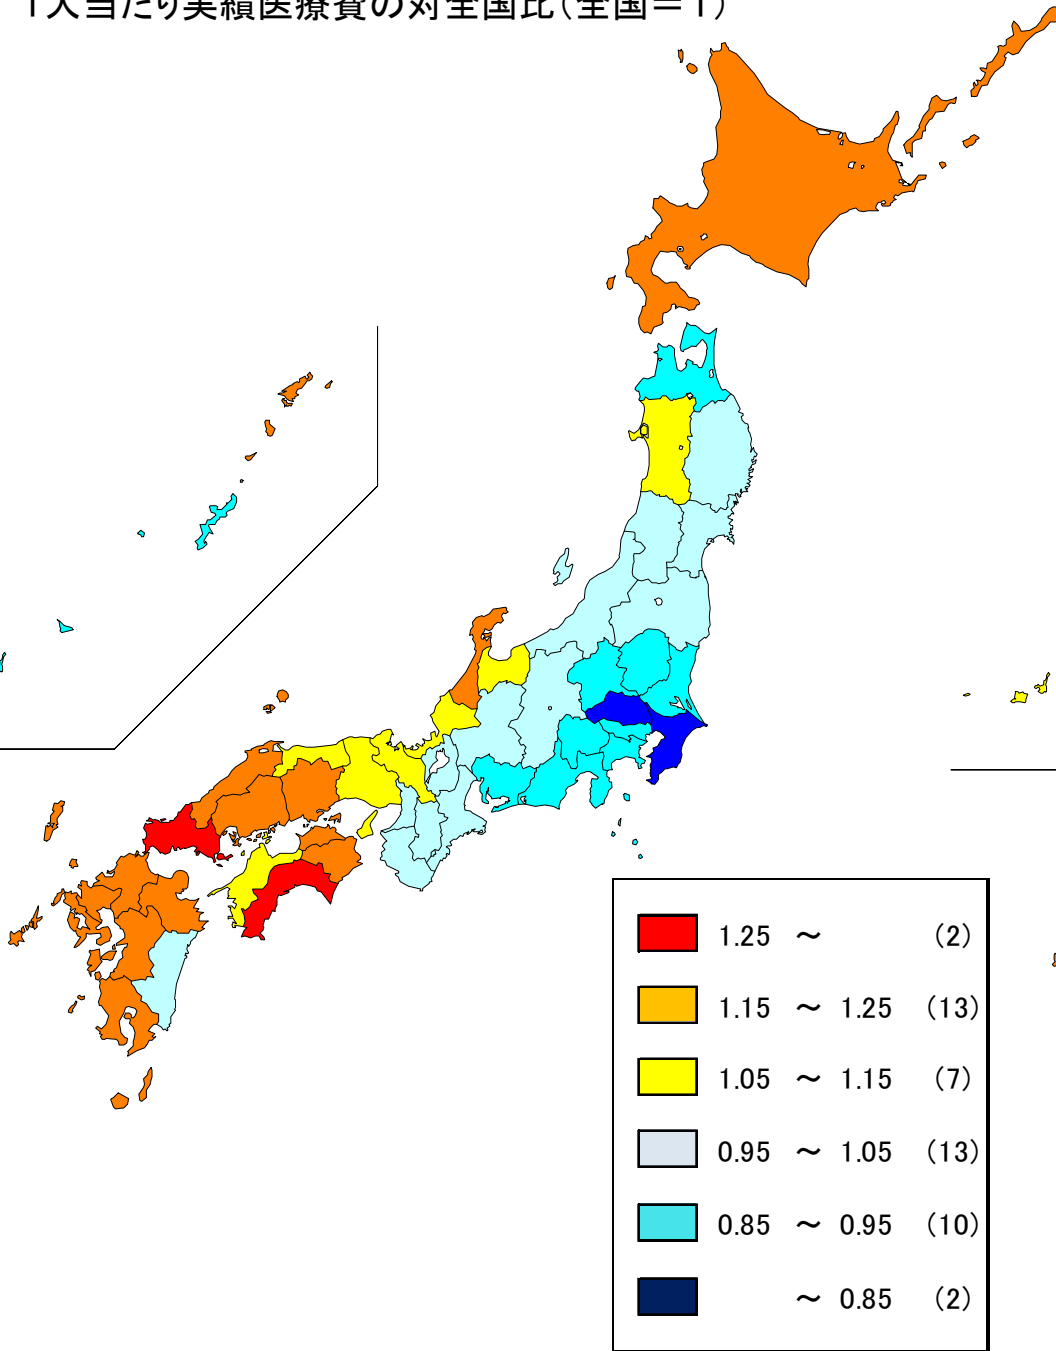 1人当たり実績医療費の対全国比（全国＝1）
1.25 ～ （2）
1.15 ～ 1.25 （13）
1.05 ～ 1.15 （7）
0.95 ～ 1.05 （13）
0.85 ～ 0.95 （10）
～ 0.85 （2）